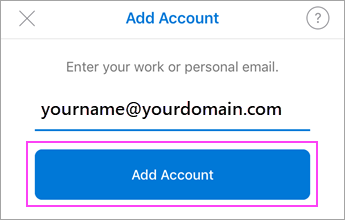 Add Account
?
Enter your work or personal email.
yourname@yourdomain.com
Add Account